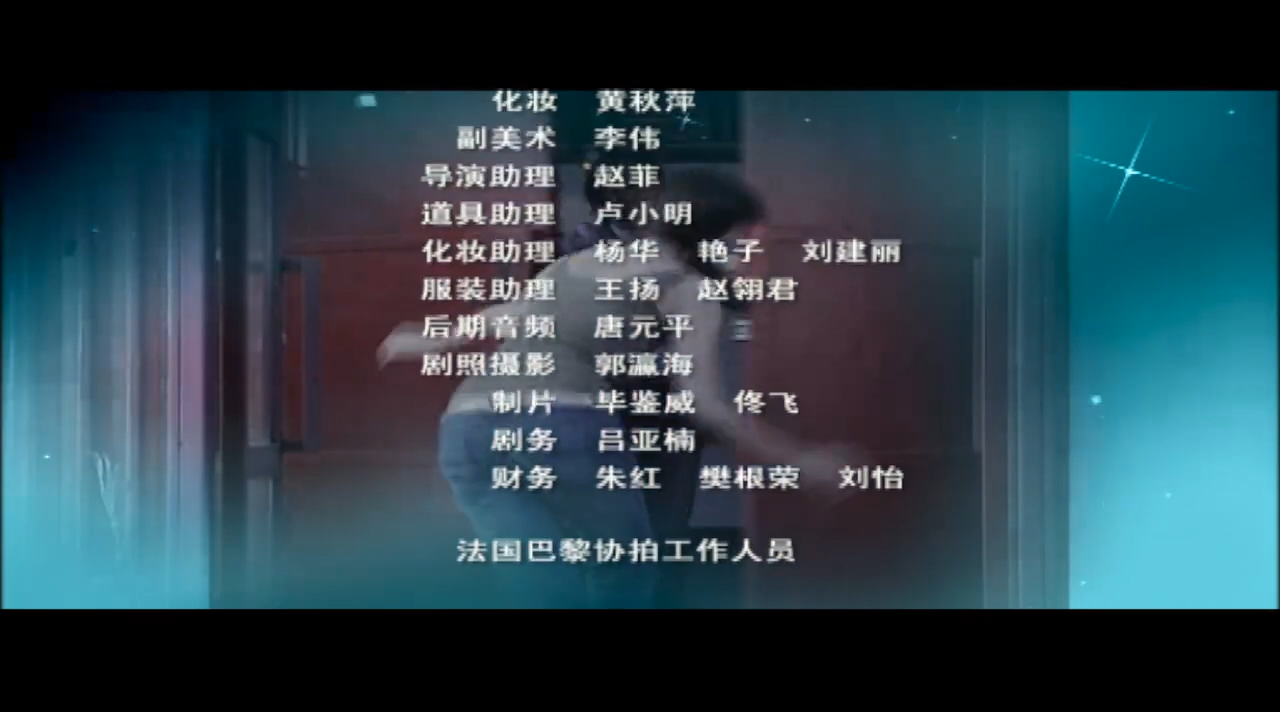 化妆 黄秋萍
副美术 李伟
导演助理 赵菲
道具助理 卢小明
化妆助理 杨华 艳子 刘建丽
服装助理 王扬 赵翎君
后期音频 唐元平
剧照摄影 郭瀛海
制片 毕鉴威 佟飞
剧务 吕亚楠
财务 朱红 樊根荣 刘怡
法国巴黎协拍工作人员